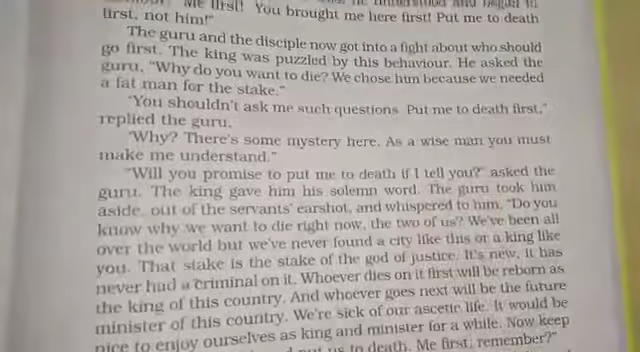 Me first! You brought me here first! Put me to death
first, not him!"
The guru and the disciple now got into a fight about who should
go first. The king was puzzled by this behaviour. He asked the
guru, "Why do you want to die? We chose him because we needed
a fat man for the stake."
"You shouldn't ask me such questions. Put me to death first,"
replied the guru.
"Why? There's some mystery here. As a wise man you must
make me understand."
"Will you promise to put me to death if I tell you?" asked the
guru. The king gave him his solemn word. The guru took him
aside, out of the servants' earshot, and whispered to him, "Do you
know why we want to die right now, the two of us? We've been all
over the world but we've never found a city like this or a king like
you. That stake is the stake of the god of justice. It's new, it has
never had a criminal on it. Whoever dies on it first will be reborn as
the king of this country. And whoever goes next will be the future
minister of this country. We're sick of our ascetic life. It would be
nice to enjoy ourselves as king and minister for a while. Now keep
us to death. Me first, remember?"